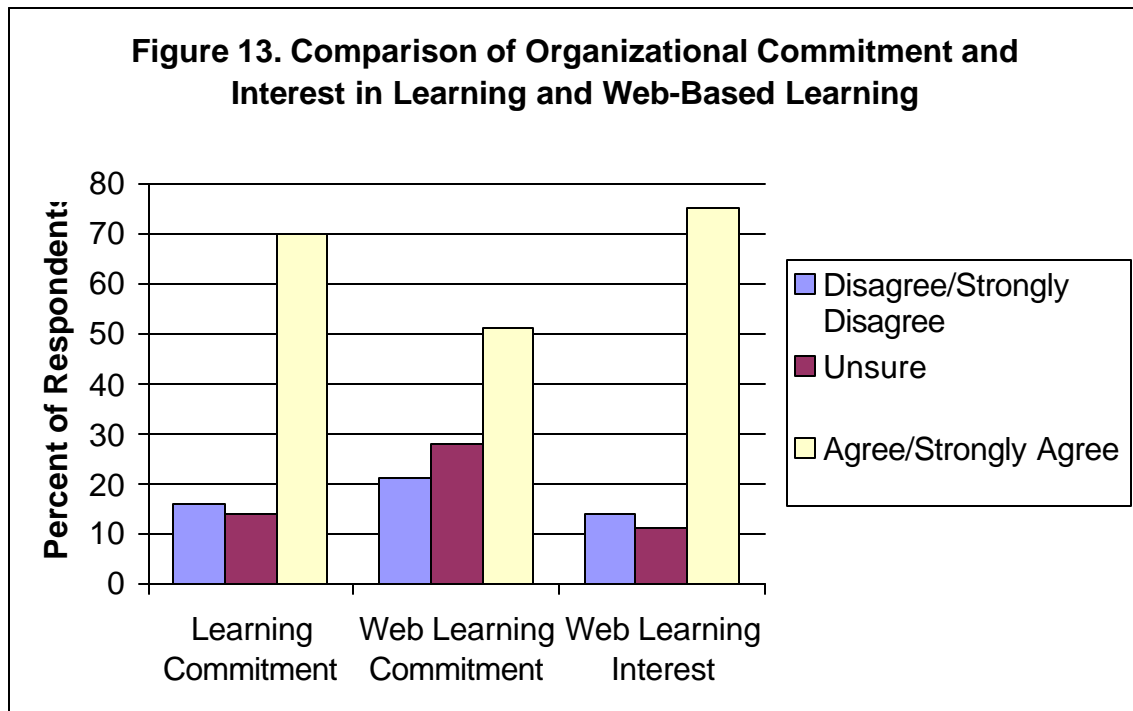 Figure 13. Comparison of Organizational Commitment and
Interest in Learning and Web-Based Learning
Percent of Respondents
80
70
60
50
40
30
20
10
0
Learning
Commitment
Web Learning
Commitment
Web Learning
Interest
Disagree/Strongly
Disagree
Unsure
Agree/Strongly Agree